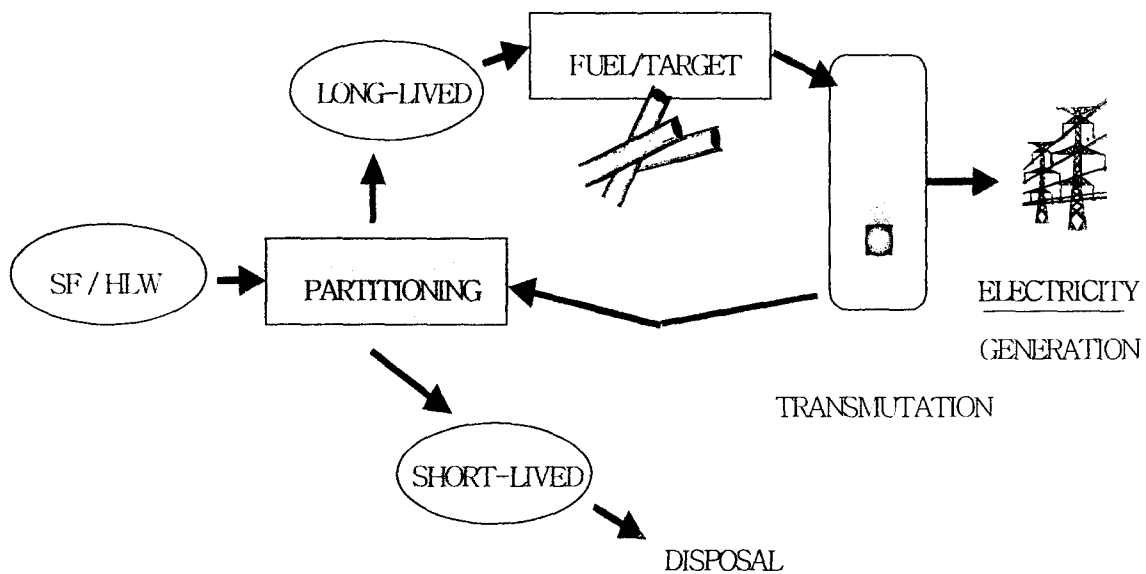 FUEL/TARGET
LONG-LIVED
SF / HLW
PARTITIONING
ELECTRICITY
GENERATION
TRANSMUTATION
SHORT-LIVED
DISPOSAL